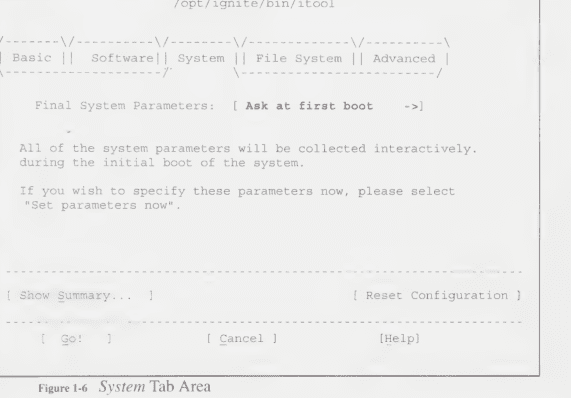 /opt/ignite/bin/itool
/-------\/---------\/--------\/-------------\/----------\
| Basic || Software|| System || File System || Advanced |
\-------------------/ \---------------------------/
Final System Parameters: [ Ask at first boot ->]
All of the system parameters will be collected interactively.
during the initial boot of the system.
If you wish to specify these parameters now, please select
"Set parameters now".
[ Show Summary... ] [ Reset Configuration ]
[ Go! ] [ Cancel ] [Help]
Figure 1-6 System Tab Area